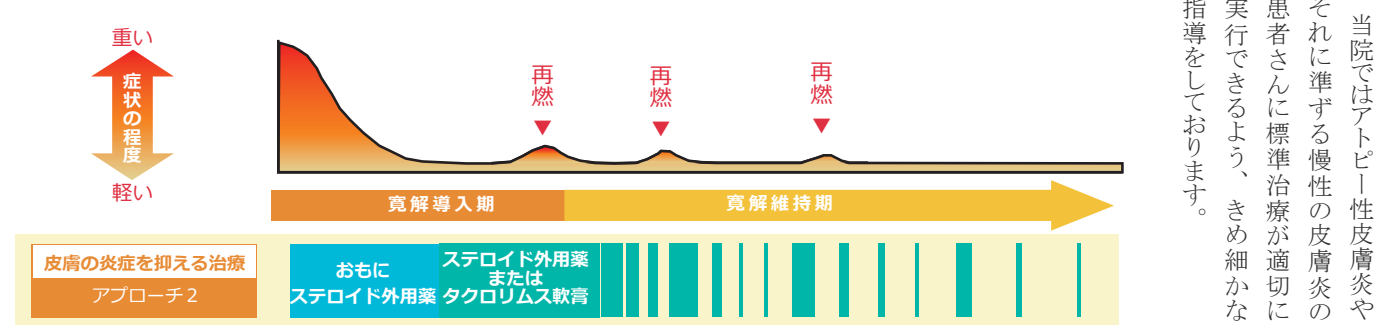 重い
症状の程度
軽い
再燃
再燃
再燃
寛解導入期
寛解維持期
皮膚の炎症を抑える治療
アプローチ2
おもに
ステロイド外用薬
ステロイド外用薬
または
タクロリムス軟膏
当院ではアトピー性皮膚炎や
それに準ずる慢性の皮膚炎の
患者さんに標準治療が適切に
実行できるよう、きめ細かな
指導をしております。